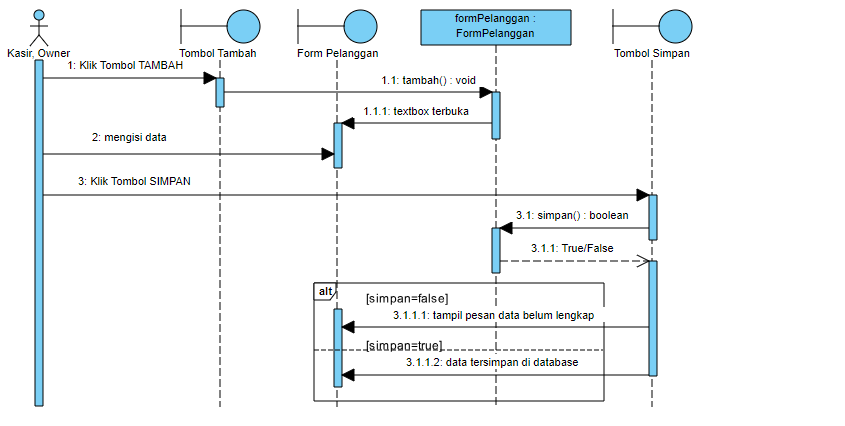 formPelanggan :
FormPelanggan
Kasir, Owner
Tombol Tambah
Form Pelanggan
Tombol Simpan
1: Klik Tombol TAMBAH
1.1: tambah() : void
1.1.1: textbox terbuka
2: mengisi data
3: Klik Tombol SIMPAN
3.1: simpan() : boolean
3.1.1: True/False
alt
[simpan=false]
3.1.1.1: tampil pesan data belum lengkap
[simpan=true]
3.1.1.2: data tersimpan di database